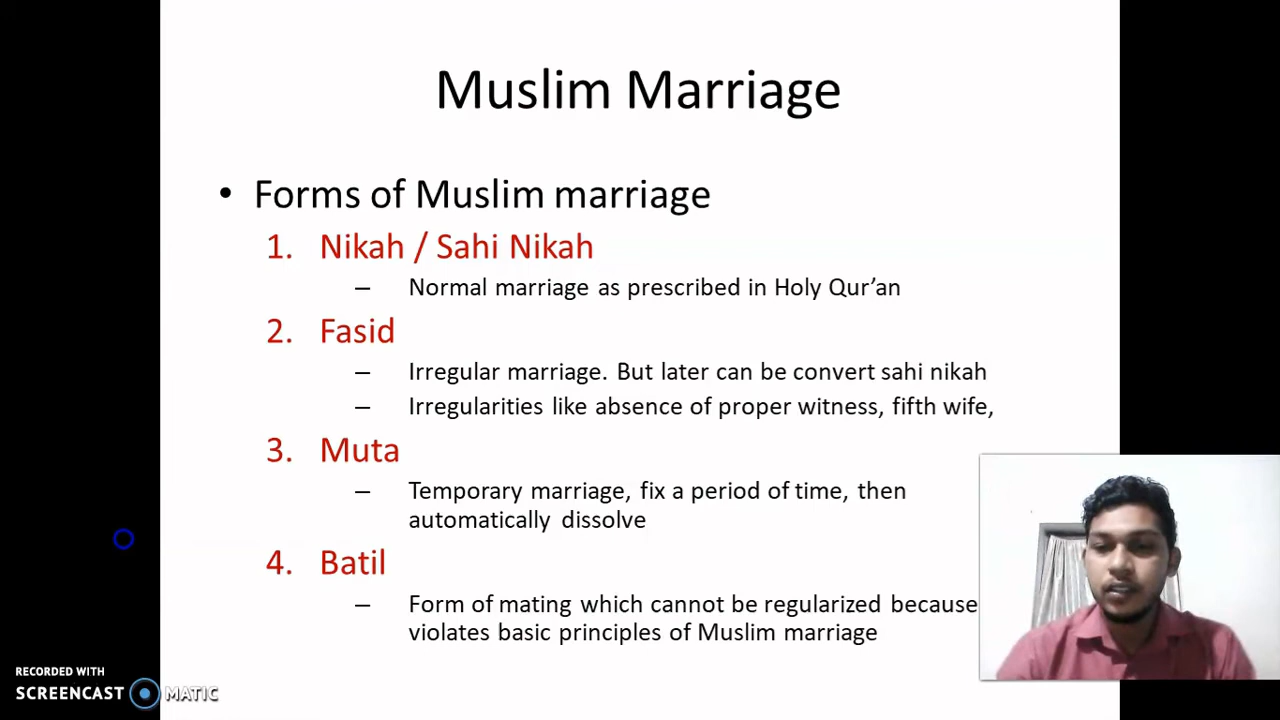 Muslim Marriage
• Forms of Muslim marriage
1. Nikah / Sahi Nikah
– Normal marriage as prescribed in Holy Qur’an
2. Fasid
– Irregular marriage. But later can be convert sahi nikah
– Irregularities like absence of proper witness, fifth wife,
3. Muta
– Temporary marriage, fix a period of time, then
automatically dissolve
4. Batil
– Form of mating which cannot be regularized because
violates basic principles of Muslim marriage
RECORDED WITH
SCREENCAST MATIC